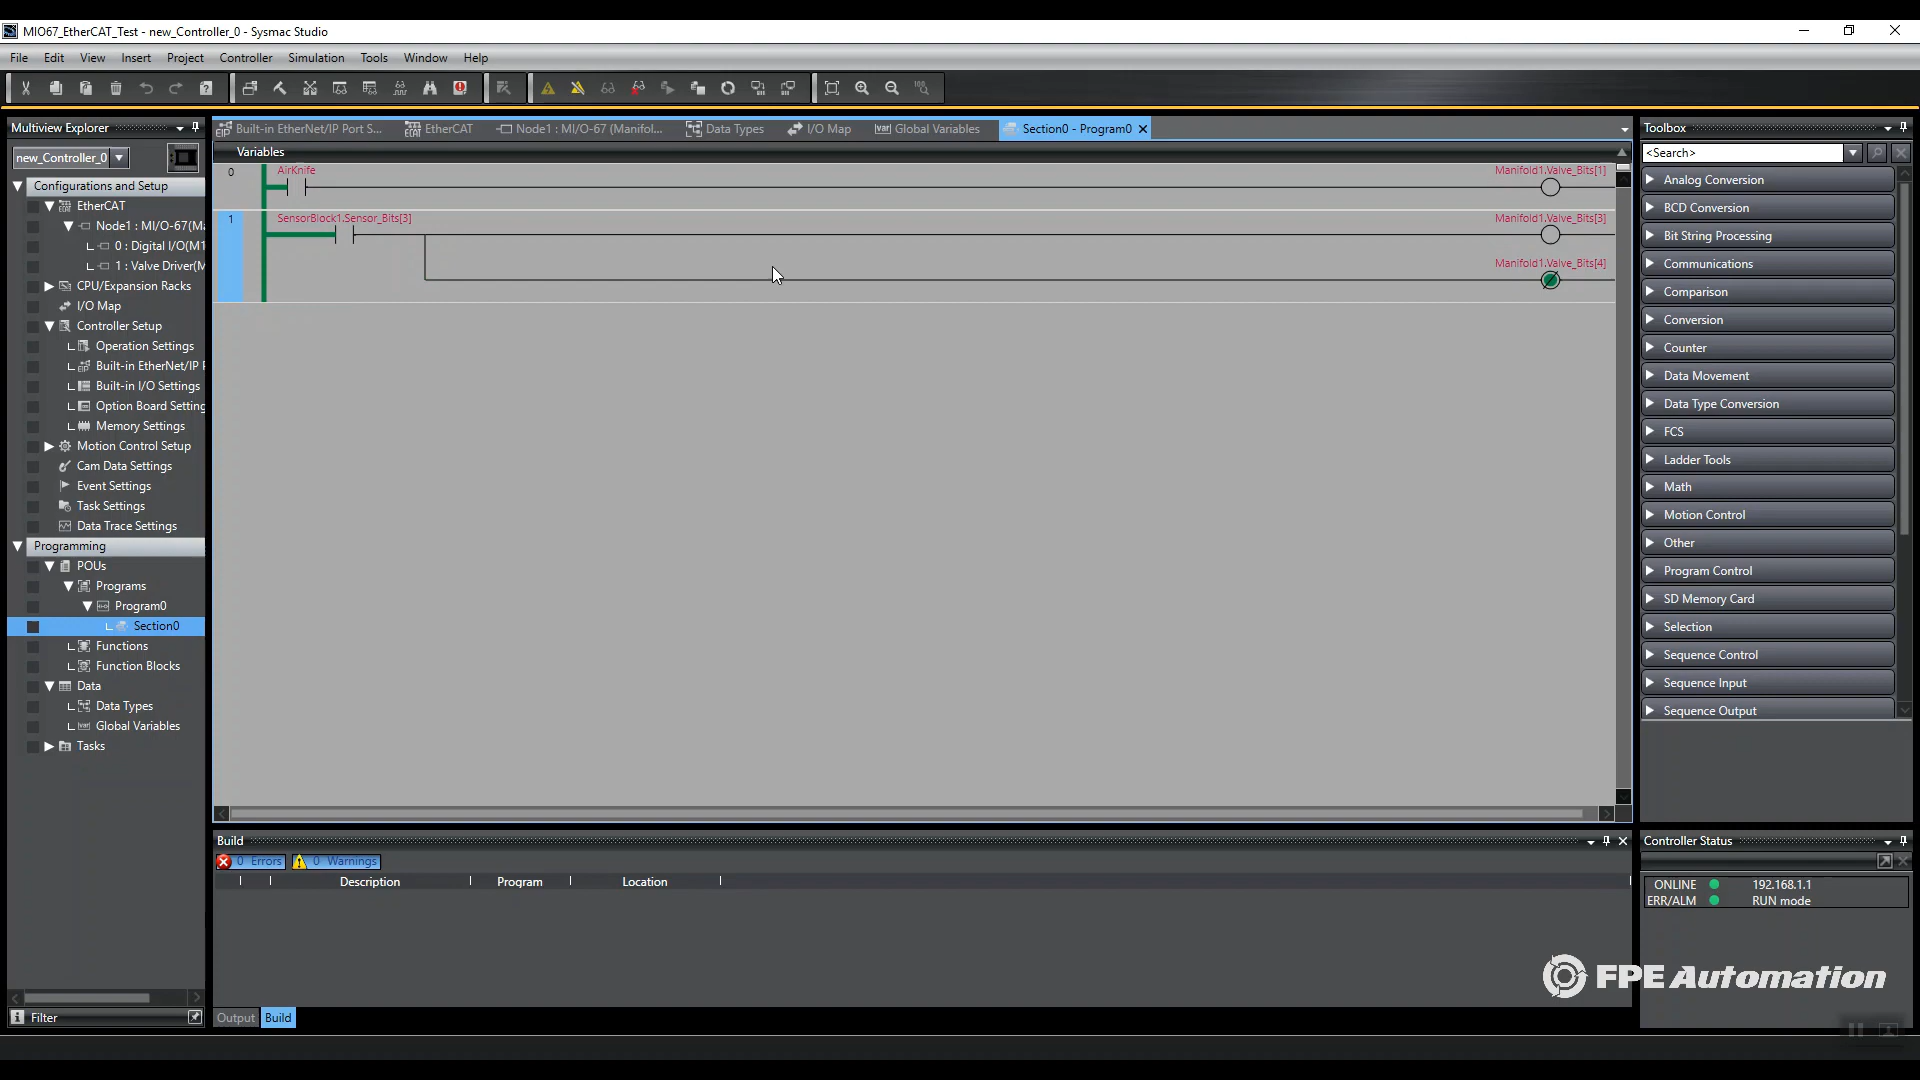 MIO67_EtherCAT_Test - new_Controller_0 - Sysmac Studio
File Edit View Insert Project Controller Simulation Tools Window Help
Multiview Explorer
new_Controller_0
Configurations and Setup
EtherCAT
Node1 : MI/O-67(Ma
0 : Digital I/O(M1
1 : Valve Driver(M
CPU/Expansion Racks
I/O Map
Controller Setup
Operation Settings
Built-in EtherNet/IP P
Built-in I/O Settings
Option Board Setting
Memory Settings
Motion Control Setup
Cam Data Settings
Event Settings
Task Settings
Data Trace Settings
Programming
POUs
Programs
Program0
Section0
Functions
Function Blocks
Data
Data Types
Global Variables
Tasks
Filter
Built-in EtherNet/IP Port S... EtherCAT Node1 : MI/O-67 (Manifol... Data Types I/O Map Global Variables Section0 - Program0
Variables
0 AirKnife Manifold1.Valve_Bits[1]
1 SensorBlock1.Sensor_Bits[3] Manifold1.Valve_Bits[3]
Manifold1.Valve_Bits[4]
Build
0 Errors 0 Warnings
Description Program Location
Output Build
Toolbox
<Search>
Analog Conversion
BCD Conversion
Bit String Processing
Communications
Comparison
Conversion
Counter
Data Movement
Data Type Conversion
FCS
Ladder Tools
Math
Motion Control
Other
Program Control
SD Memory Card
Selection
Sequence Control
Sequence Input
Sequence Output
Controller Status
ONLINE 192.168.1.1
ERR/ALM RUN mode
FPE Automation